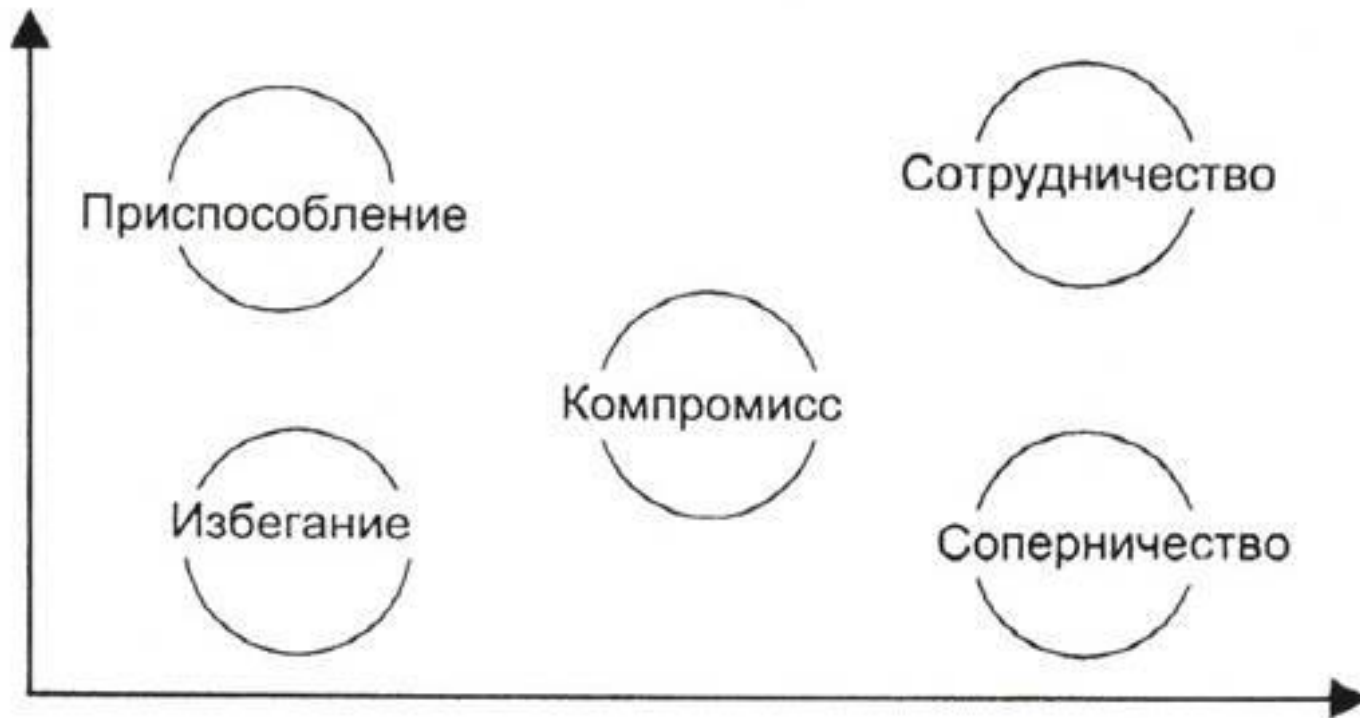 Приспособление
Сотрудничество
Компромисс
Избегание
Соперничество